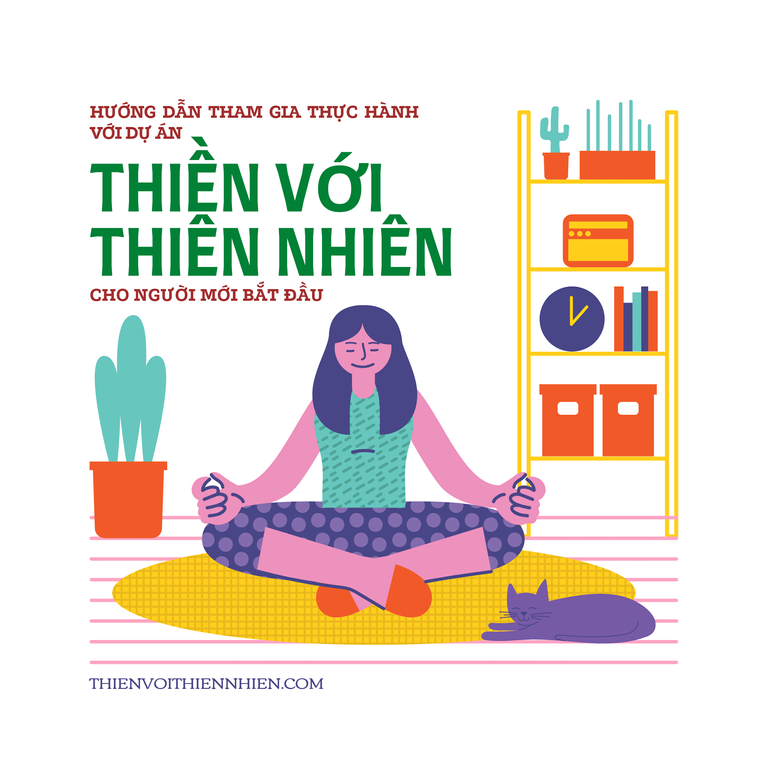 HƯỚNG DẪN THAM GIA THỰC HÀNH
VỚI DỰ ÁN
THIỀN VỚI
THIÊN NHIÊN
CHO NGƯỜI MỚI BẮT ĐẦU
THIENVOITHIENNHIEN.COM